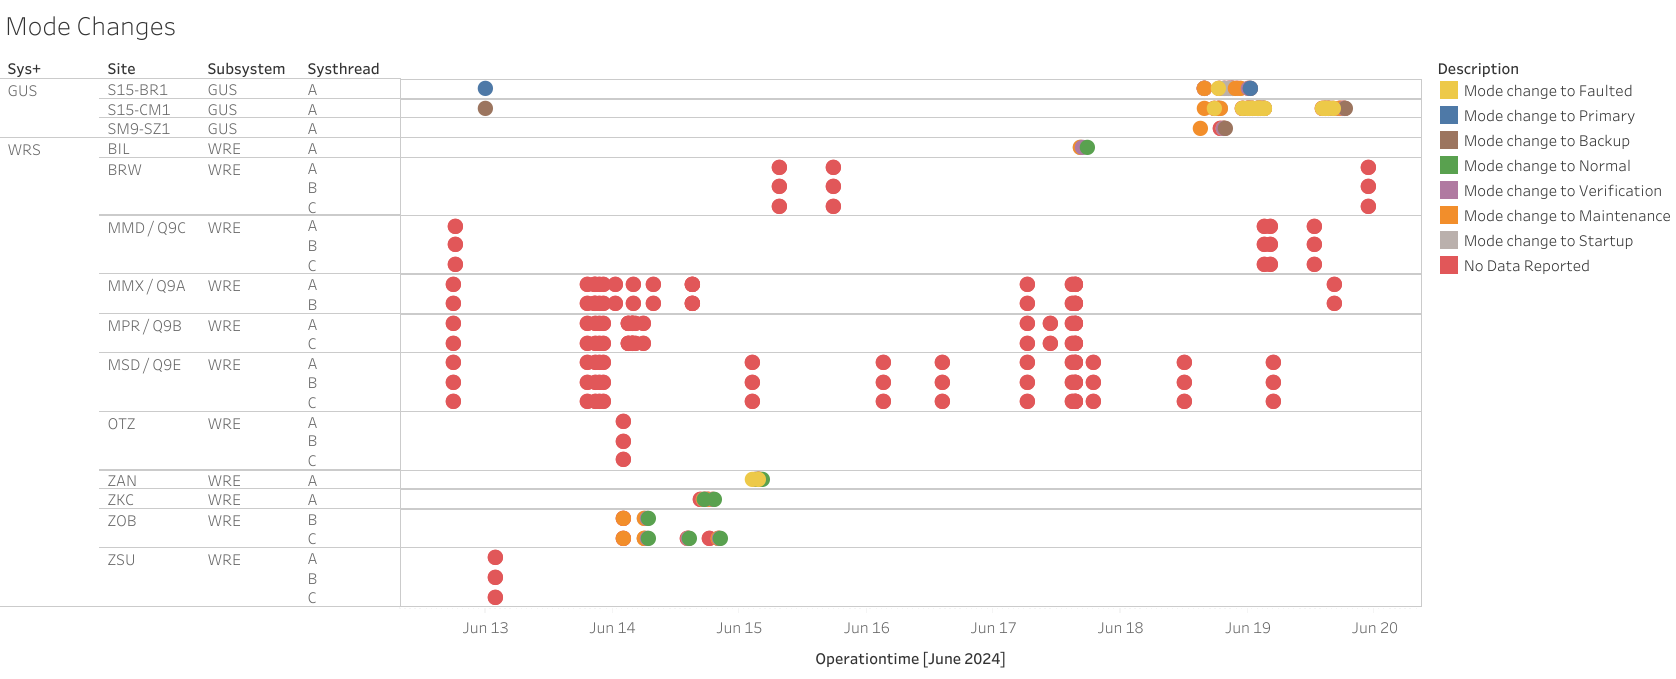 Mode Changes
Sys+ Site Subsystem Systhread
GUS S15-BR1 GUS A
S15-CM1 GUS A
SM9-SZ1 GUS A
WRS BIL WRE A
BRW WRE A
B
C
MMD / Q9C WRE A
B
C
MMX / Q9A WRE A
B
MPR / Q9B WRE A
C
MSD / Q9E WRE A
B
C
OTZ WRE A
B
C
ZAN WRE A
ZKC WRE A
ZOB WRE B
C
ZSU WRE A
B
C
Jun 13 Jun 14 Jun 15 Jun 16 Jun 17 Jun 18 Jun 19 Jun 20
Operationtime [June 2024]
Description
Mode change to Faulted
Mode change to Primary
Mode change to Backup
Mode change to Normal
Mode change to Verification
Mode change to Maintenance
Mode change to Startup
No Data Reported